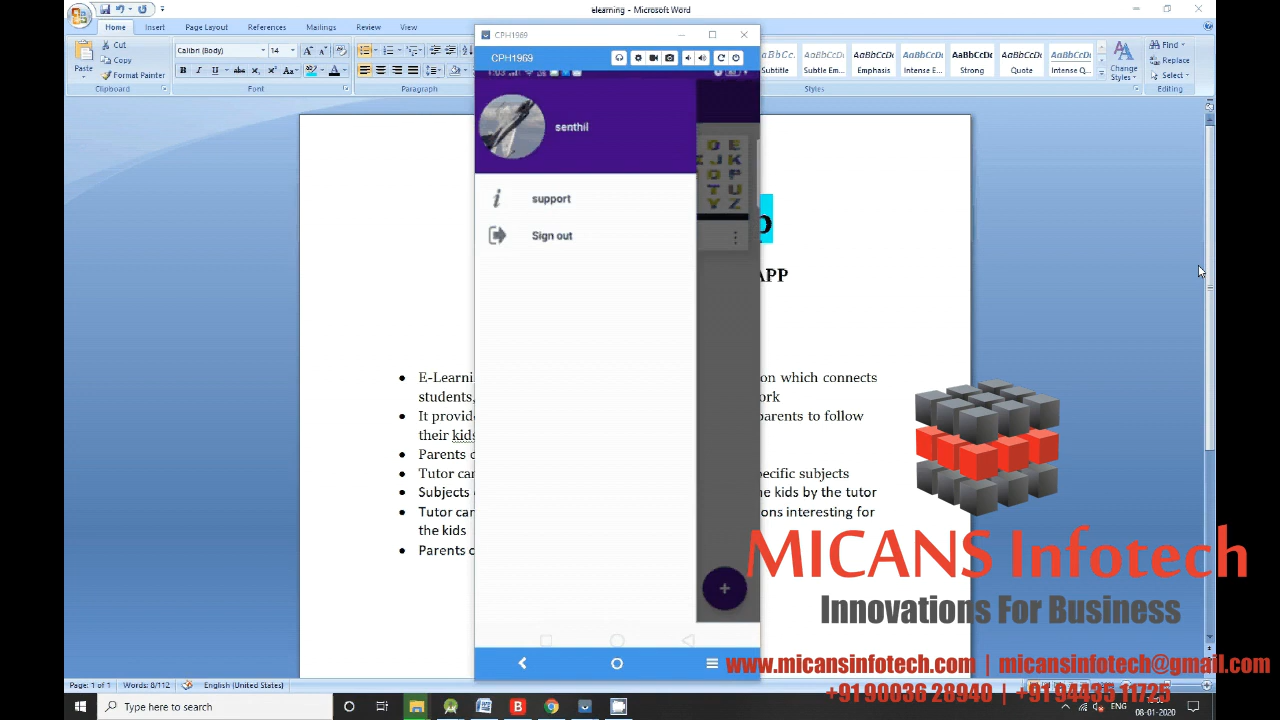 elearning - Microsoft Word
Home Insert Page Layout References Mailings Review View
Cut
Copy
Format Painter
Paste
Clipboard
Calibri (Body) 14
Font
Paragraph
Subtitle
Subtle Em...
Emphasis
Intense E...
Strong
Quote
Intense Q...
Change Styles
Styles
Find
Replace
Select
Editing
CPH1969
CPH1969
senthil
support
Sign out
G E
J K
O P
T U
Y Z
p
APP
E-Learni on which connects
students, ork
It provide parents to follow
their kids
Parents c
Tutor can ecific subjects
Subjects e kids by the tutor
Tutor can ons interesting for
the kids
Parents c
MICANS Infotech
Innovations For Business
www.micansinfotech.com | micansinfotech@gmail.com
+91 90036 28940 | +91 94435 11725
Page: 1 of 1 Words: 8/112 English (United States)
Type here to search
ENG
08-01-2020